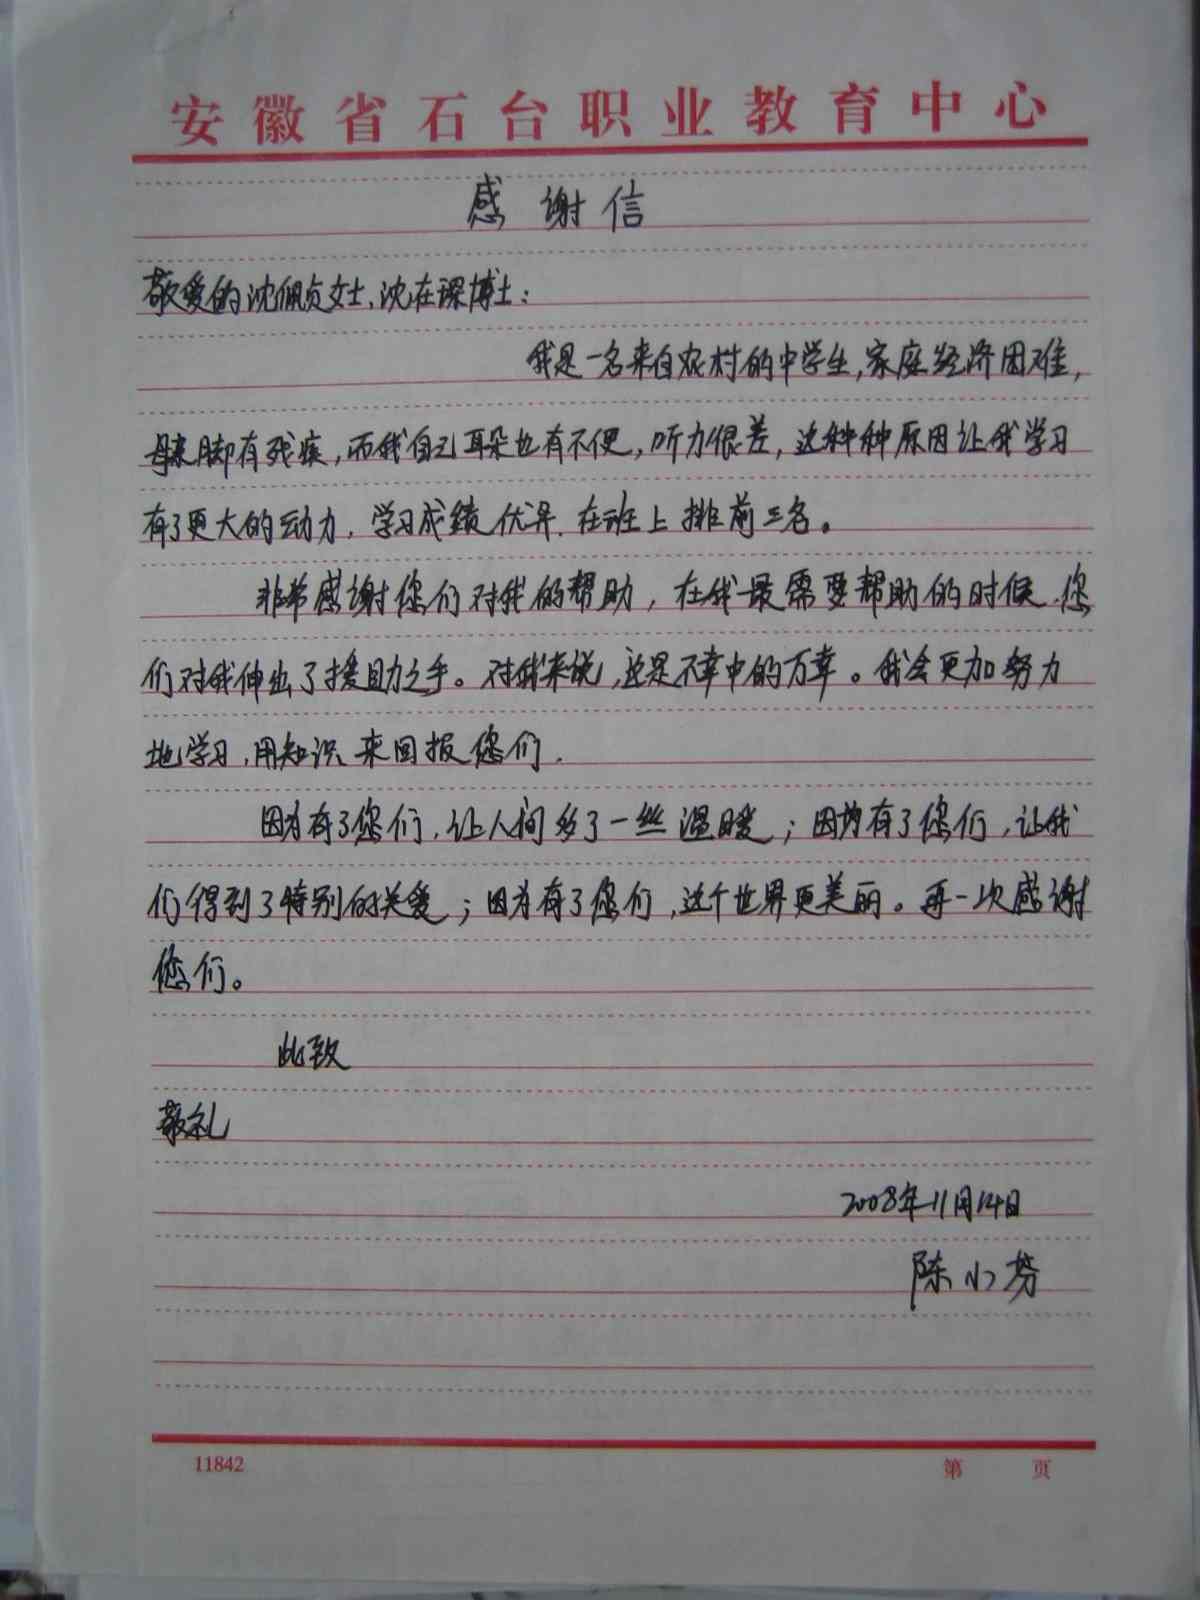 安徽省石台职业教育中心
感谢信
敬爱的沈佩贞女士,沈在 博士:
我是一名来自农村的中学生,家庭经济困难,
母亲脚有残疾,而我自己耳朵也有不便,听力很差,这种种原因让我学习
有了更大的动力,学习成绩优异.在班上排前三名。
非常感谢您们对我的帮助,在我最需要帮助的时候.您
们对我伸出了援助之手。对我来说,这是不幸中的万幸。我会更加努力
地学习,用知识来回报您们.
因为有了您们,让人间多了一丝温暖;因为有了您们,让我
们得到了特别的关爱;因为有了您们,这个世界更美丽。再一次感谢
您们。
此致
敬礼
2008年11月14日
陈小芬
11842
第 页